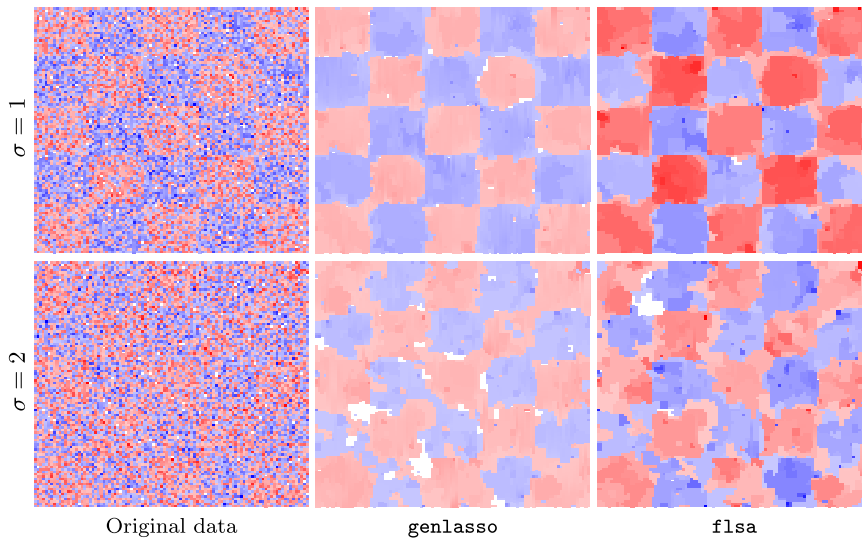 σ = 1
σ = 2
Original data genlasso flsa